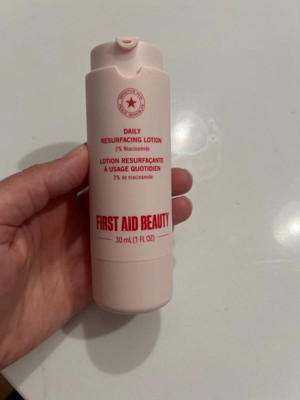 DAILY
RESURFACING LOTION
2% Niacinamide
LOTION RESURFAÇANTE
À USAGE QUOTIDIEN
2% de niacinamide
FIRST AID BEAUTY
30 mL (1 FL OZ)